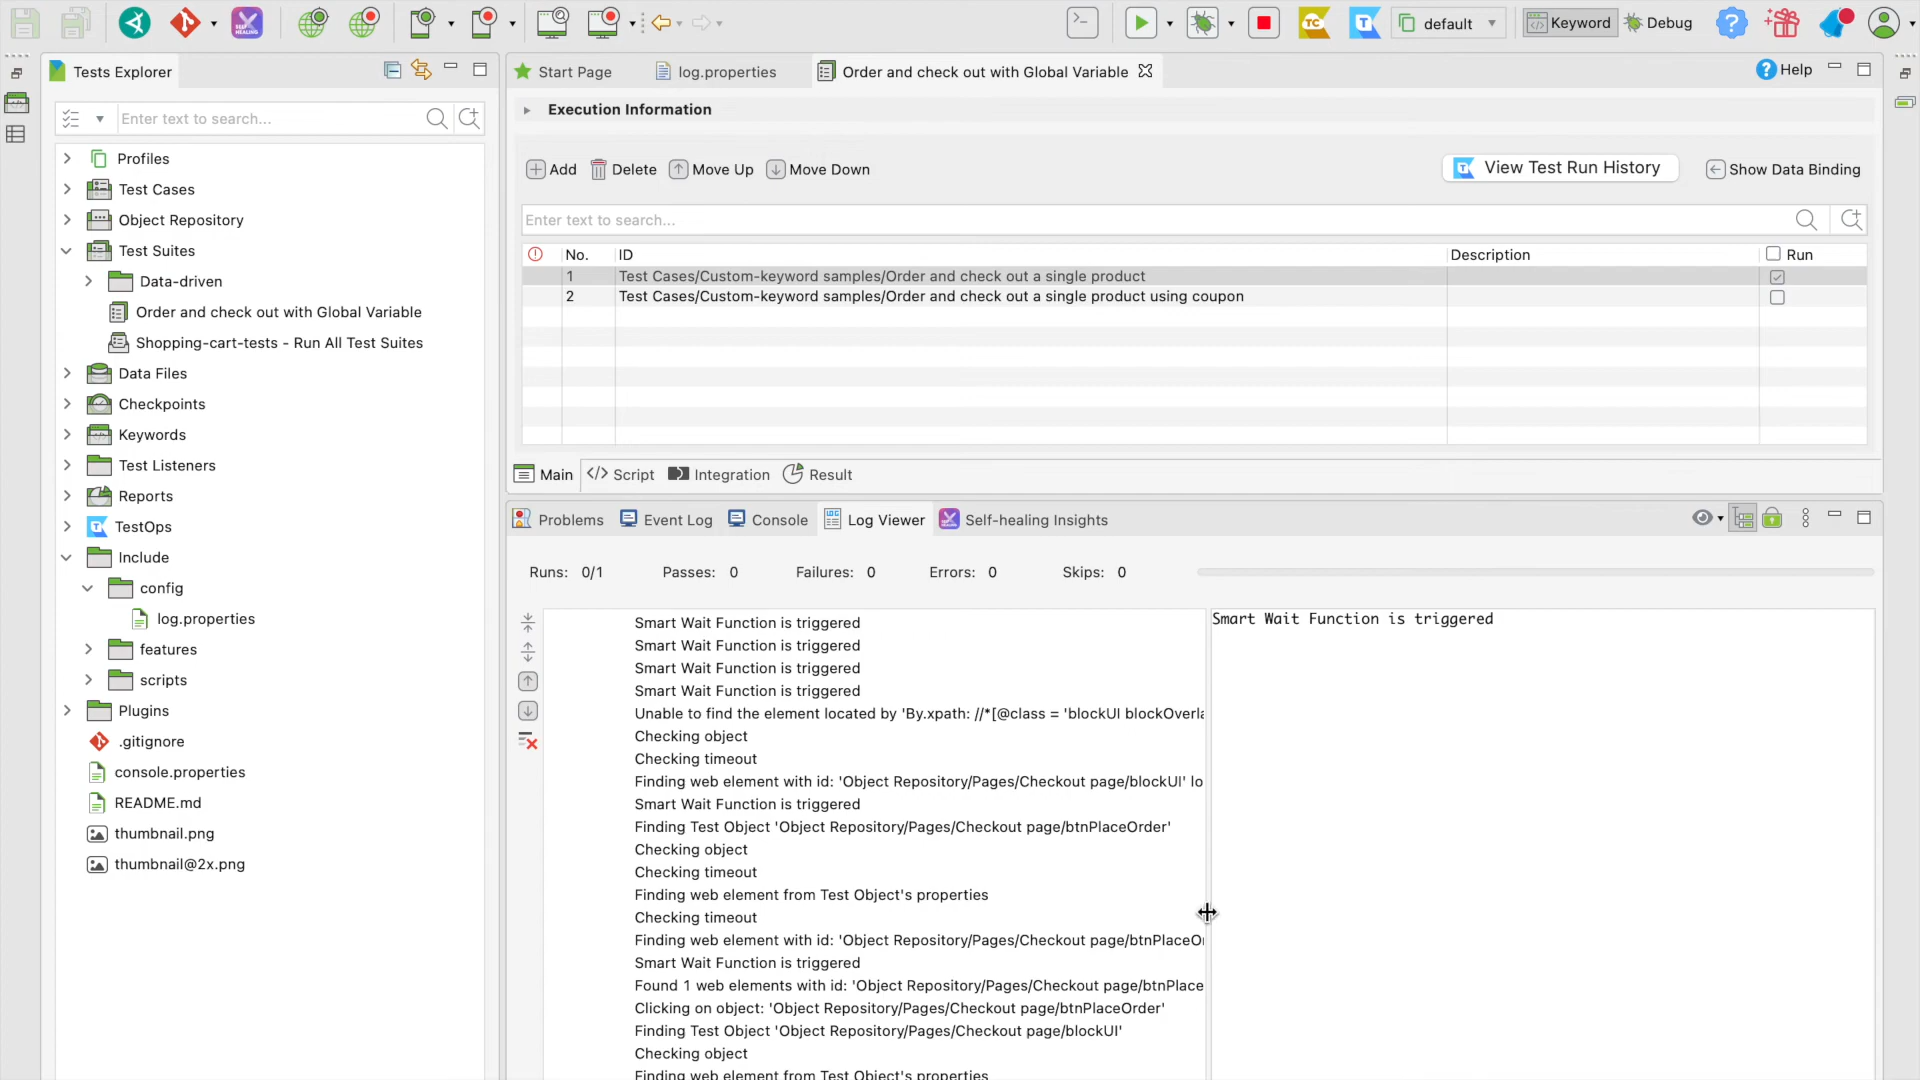 default
Keyword
Debug
Tests Explorer
Start Page
log.properties
Order and check out with Global Variable
Help
Enter text to search...
Execution Information
Profiles
Test Cases
Object Repository
Test Suites
Data-driven
Order and check out with Global Variable
Shopping-cart-tests - Run All Test Suites
Data Files
Checkpoints
Keywords
Test Listeners
Reports
TestOps
Include
config
log.properties
features
scripts
Plugins
.gitignore
console.properties
README.md
thumbnail.png
thumbnail@2x.png
Add
Delete
Move Up
Move Down
View Test Run History
Show Data Binding
Enter text to search...
No. ID Description Run
1 Test Cases/Custom-keyword samples/Order and check out a single product
2 Test Cases/Custom-keyword samples/Order and check out a single product using coupon
Main
Script
Integration
Result
Problems
Event Log
Console
Log Viewer
Self-healing Insights
Runs: 0/1 Passes: 0 Failures: 0 Errors: 0 Skips: 0
Smart Wait Function is triggered
Smart Wait Function is triggered
Smart Wait Function is triggered
Smart Wait Function is triggered
Unable to find the element located by 'By.xpath: //*[@class = 'blockUI blockOverla
Checking object
Checking timeout
Finding web element with id: 'Object Repository/Pages/Checkout page/blockUI' lo
Smart Wait Function is triggered
Finding Test Object 'Object Repository/Pages/Checkout page/btnPlaceOrder'
Checking object
Checking timeout
Finding web element from Test Object's properties
Checking timeout
Finding web element with id: 'Object Repository/Pages/Checkout page/btnPlaceO
Smart Wait Function is triggered
Found 1 web elements with id: 'Object Repository/Pages/Checkout page/btnPlace
Clicking on object: 'Object Repository/Pages/Checkout page/btnPlaceOrder'
Finding Test Object 'Object Repository/Pages/Checkout page/blockUI'
Checking object
Finding web element from Test Object's properties
Smart Wait Function is triggered